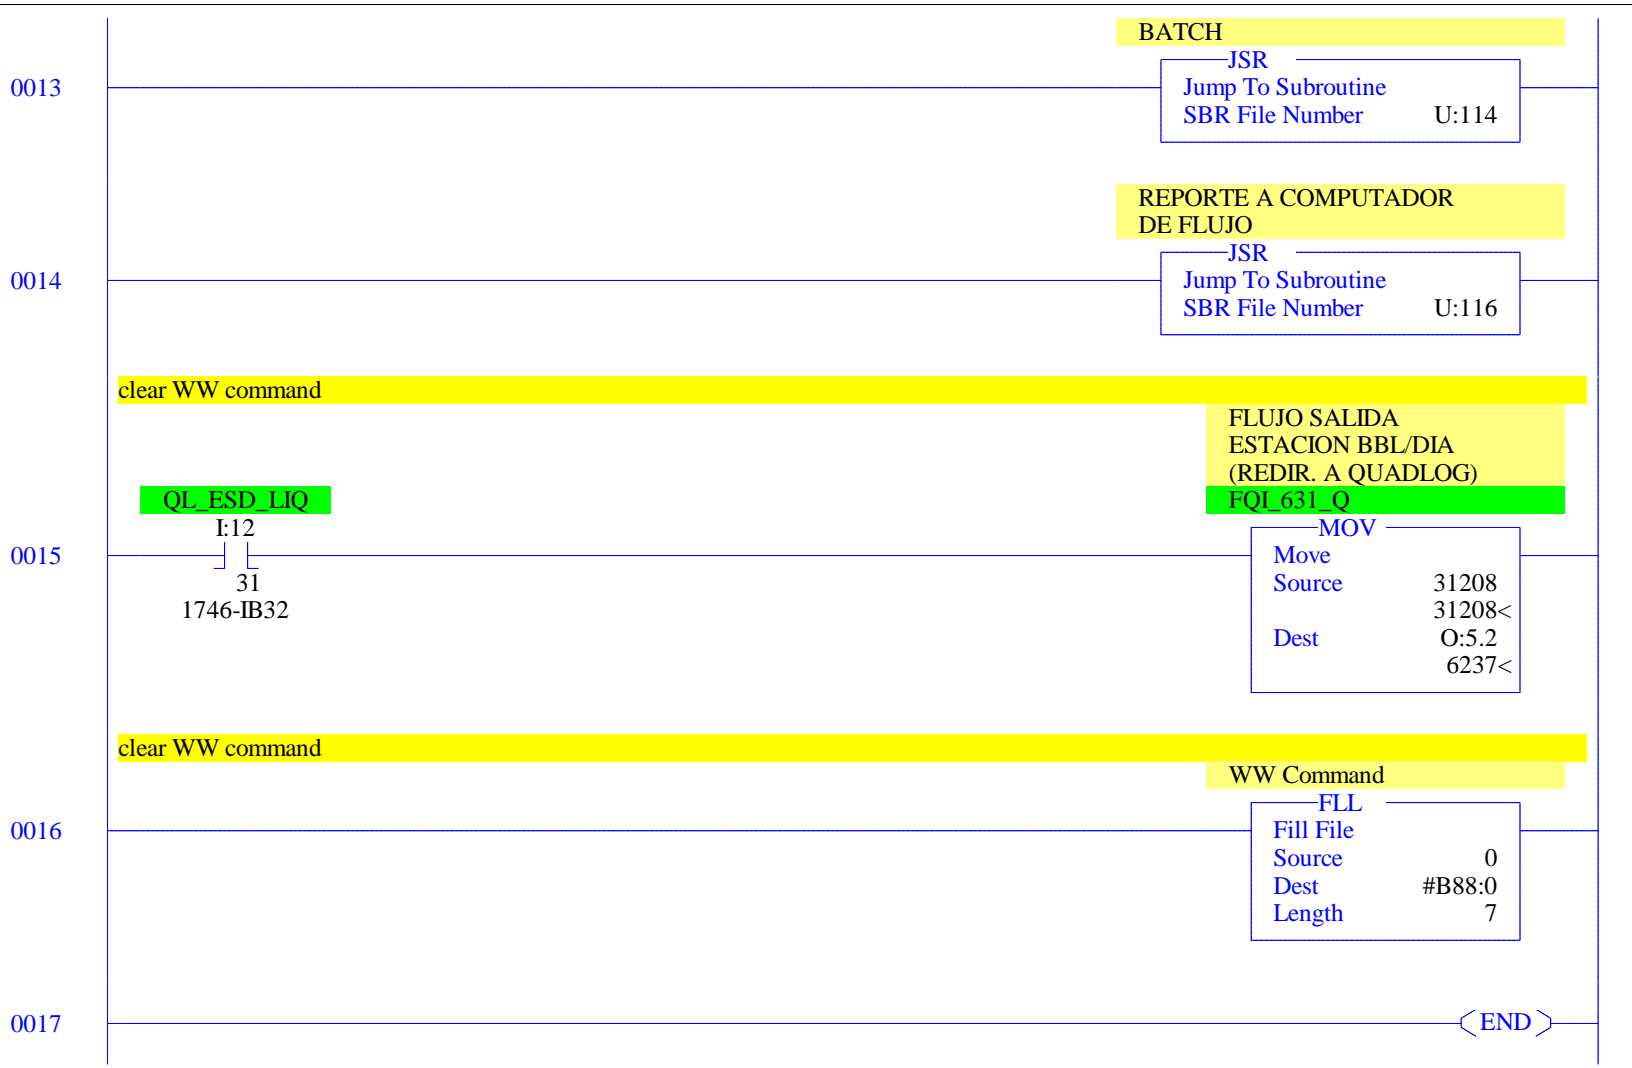 BATCH
JSR
0013
Jump To Subroutine
SBR File Number U:114
REPORTE A COMPUTADOR
DE FLUJO
JSR
0014
Jump To Subroutine
SBR File Number U:116
clear WW command
FLUJO SALIDA
ESTACION BBL/DIA
(REDIR. A QUADLOG)
QL_ESD_LIQ FQI_631_Q
I:12 MOV
0015 Move
31 Source 31208
1746-IB32 31208<
Dest O:5.2
6237<
clear WW command
WW Command
FLL
0016 Fill File
Source 0
Dest #B88:0
Length 7
0017 END